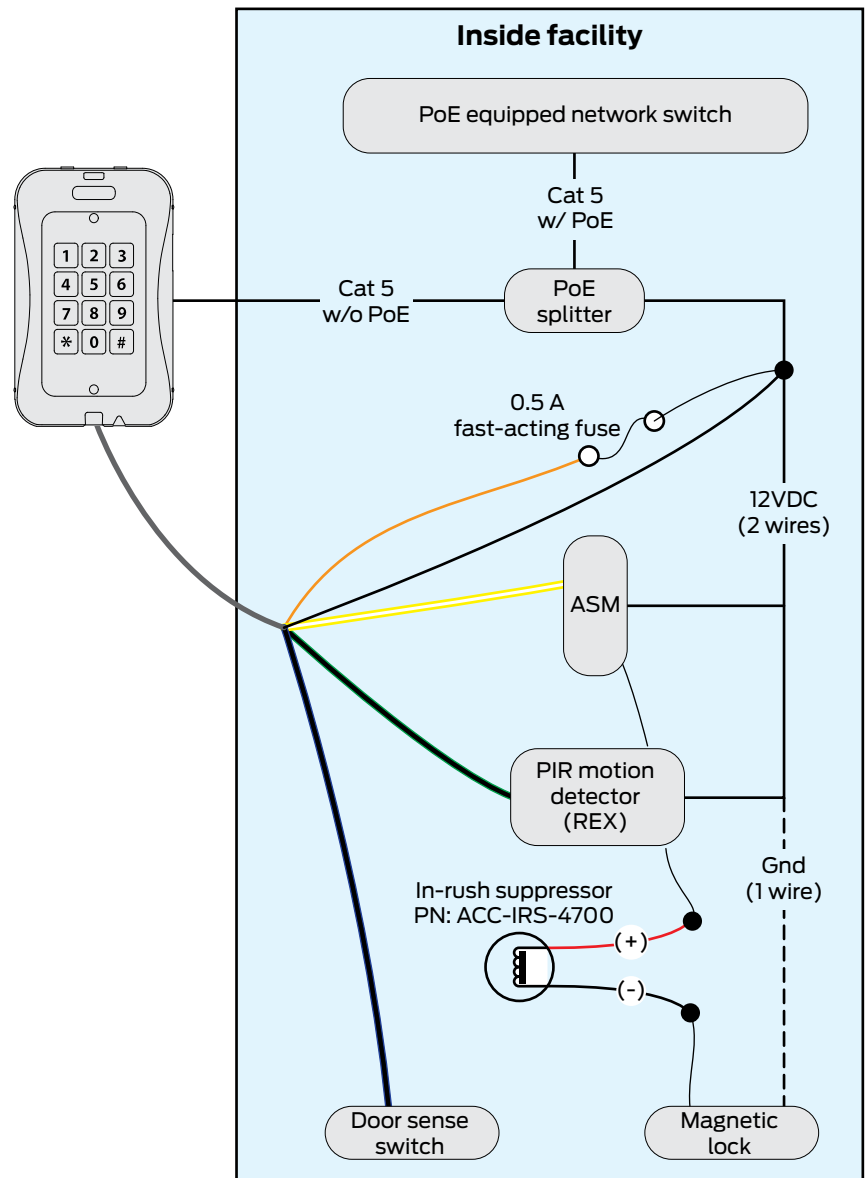 Inside facility
PoE equipped network switch
Cat 5
w/ PoE
1 2 3
4 5 6
7 8 9
* 0 #
Cat 5
w/o PoE
PoE
splitter
0.5 A
fast-acting fuse
12VDC
(2 wires)
ASM
PIR motion
detector
(REX)
Gnd
(1 wire)
In-rush suppressor
PN: ACC-IRS-4700
(+)
(-)
Door sense
switch
Magnetic
lock